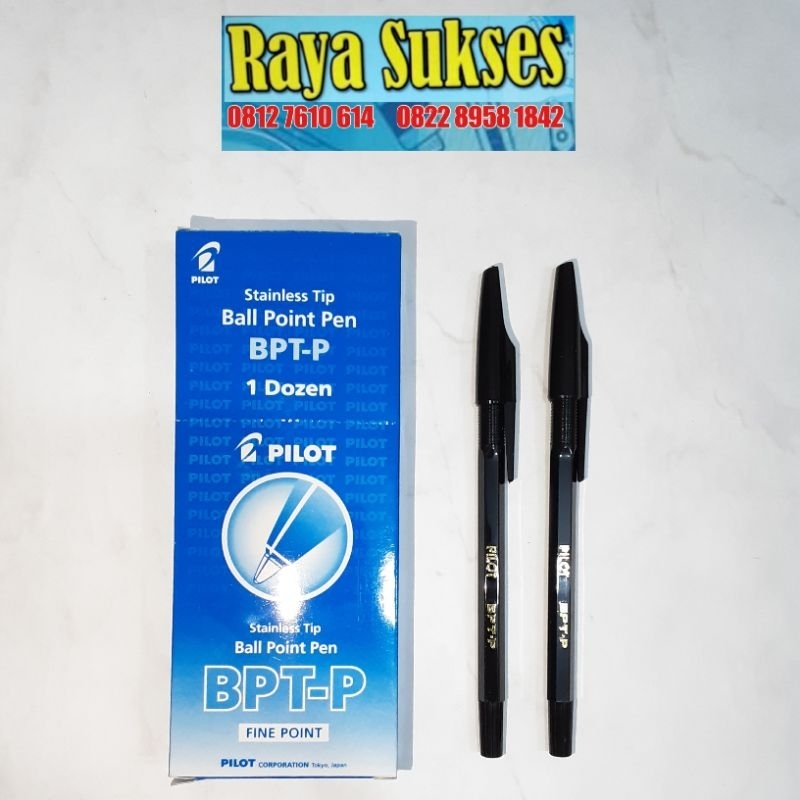 Raya Sukses
0812 7610 614 0822 8958 1842
PILOT
Stainless Tip
Ball Point Pen
BPT-P
1 Dozen
PILOT
Stainless Tip
Ball Point Pen
BPT-P
FINE POINT
PILOT CORPORATION Tokyo, Japan
PILOT BPT-P
PILOT BPT-P